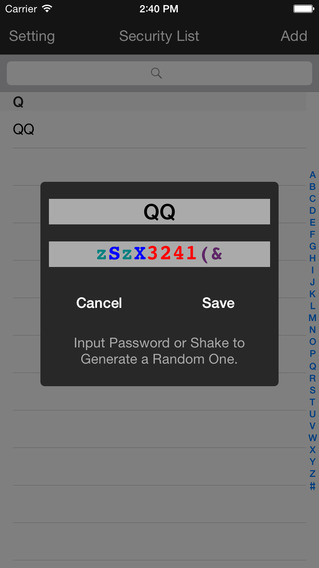 Carrier 2:40 PM
Setting Security List Add
Q
QQ
QQ
zSzX3241(&
Cancel Save
Input Password or Shake to
Generate a Random One.
A
B
C
D
E
F
G
H
I
J
K
L
M
N
O
P
Q
R
S
T
U
V
W
X
Y
Z
#